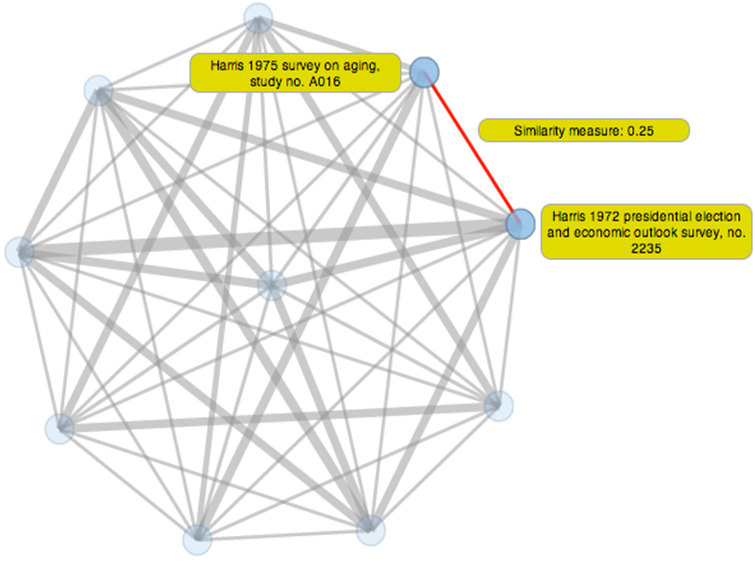 Harris 1975 survey on aging,
study no. A016
Similarity measure: 0.25
Harris 1972 presidential election
and economic outlook survey, no.
2235